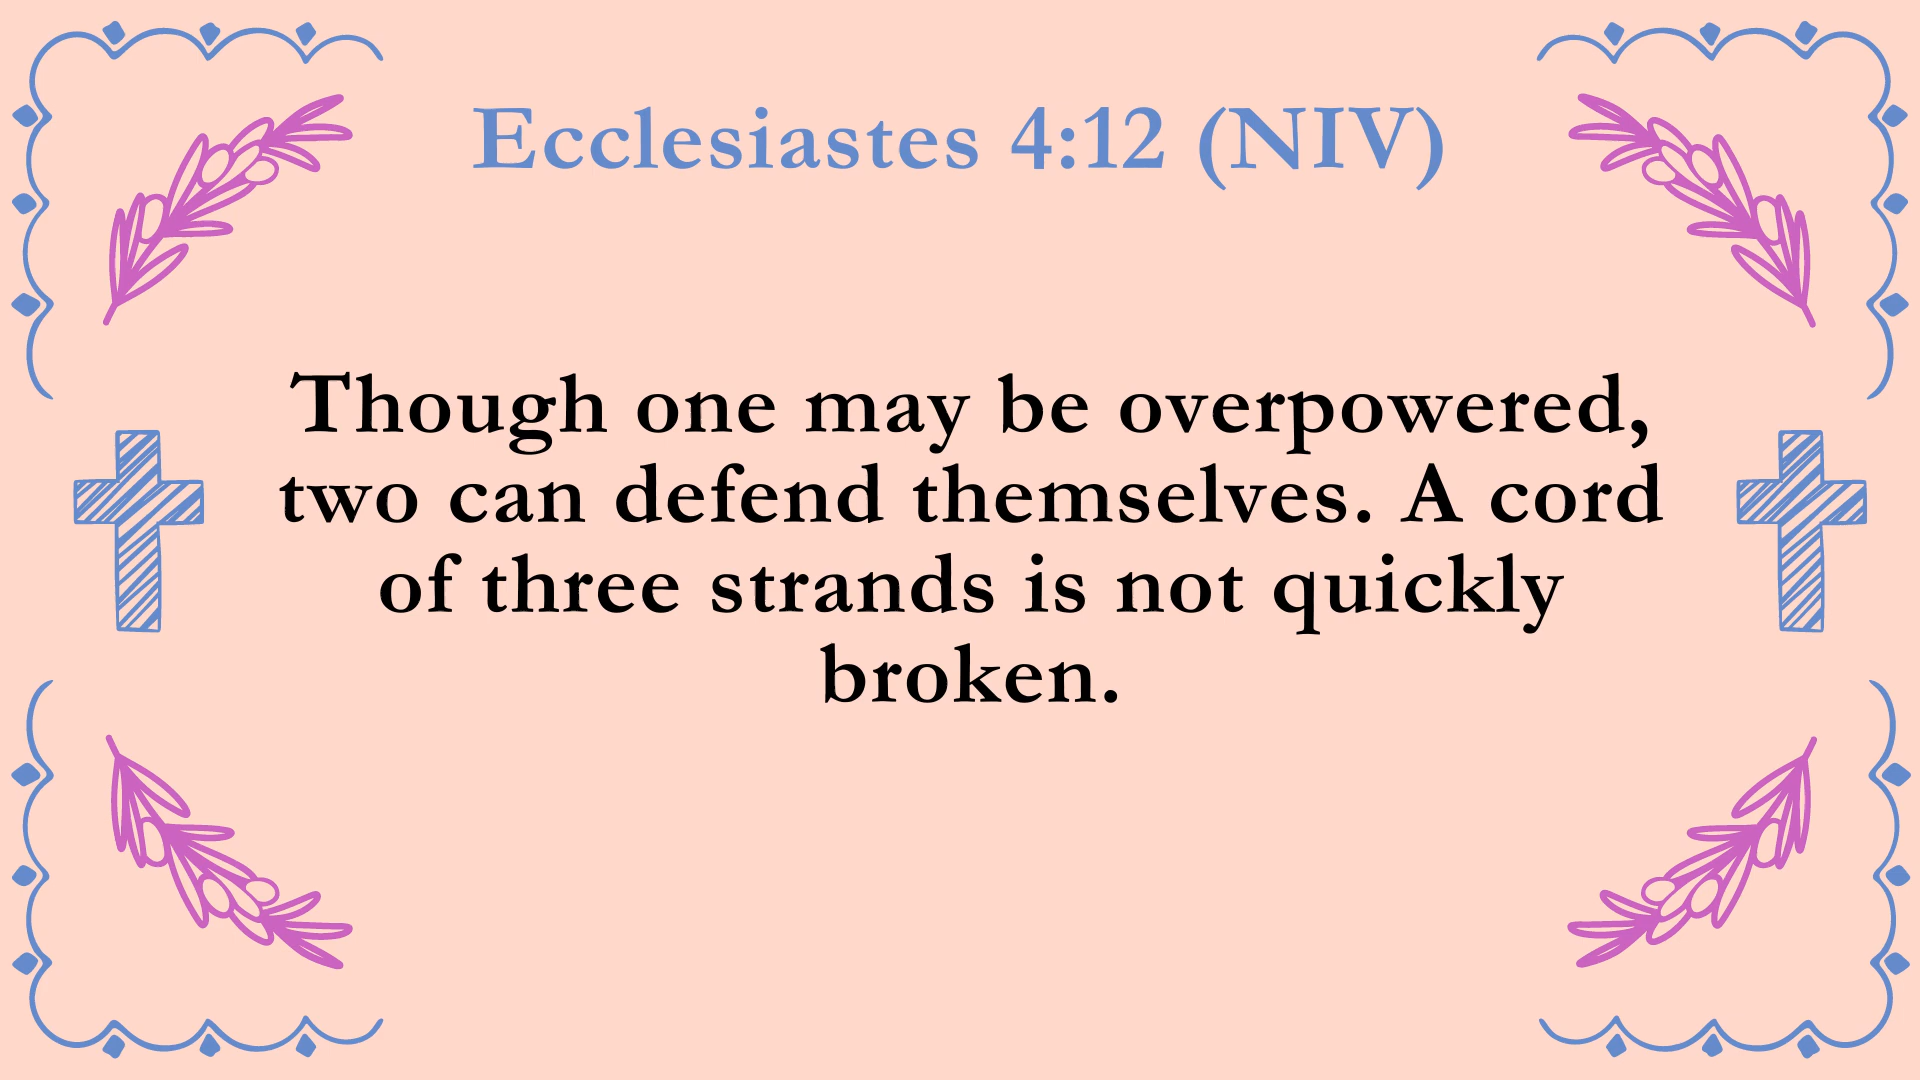 Ecclesiastes 4:12 (NIV)
Though one may be overpowered,
two can defend themselves. A cord
of three strands is not quickly
broken.